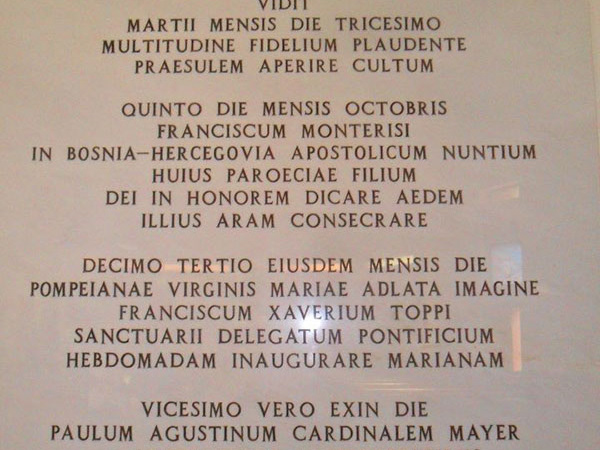 VIDIT
MARTII MENSIS DIE TRICESIMO
MULTITUDINE FIDELIUM PLAUDENTE
PRAESULEM APERIRE CULTUM
QUINTO DIE MENSIS OCTOBRIS
FRANCISCUM MONTERISI
IN BOSNIA–HERCEGOVIA APOSTOLICUM NUNTIUM
HUIUS PAROECIAE FILIUM
DEI IN HONOREM DICARE AEDEM
ILLIUS ARAM CONSECRARE
DECIMO TERTIO EIUSDEM MENSIS DIE
POMPEIANAE VIRGINIS MARIAE ADLATA IMAGINE
FRANCISCUM XAVERIUM TOPPI
SANCTUARII DELEGATUM PONTIFICIUM
HEBDOMADAM INAUGURARE MARIANAM
VICESIMO VERO EXIN DIE
PAULUM AGUSTINUM CARDINALEM MAYER